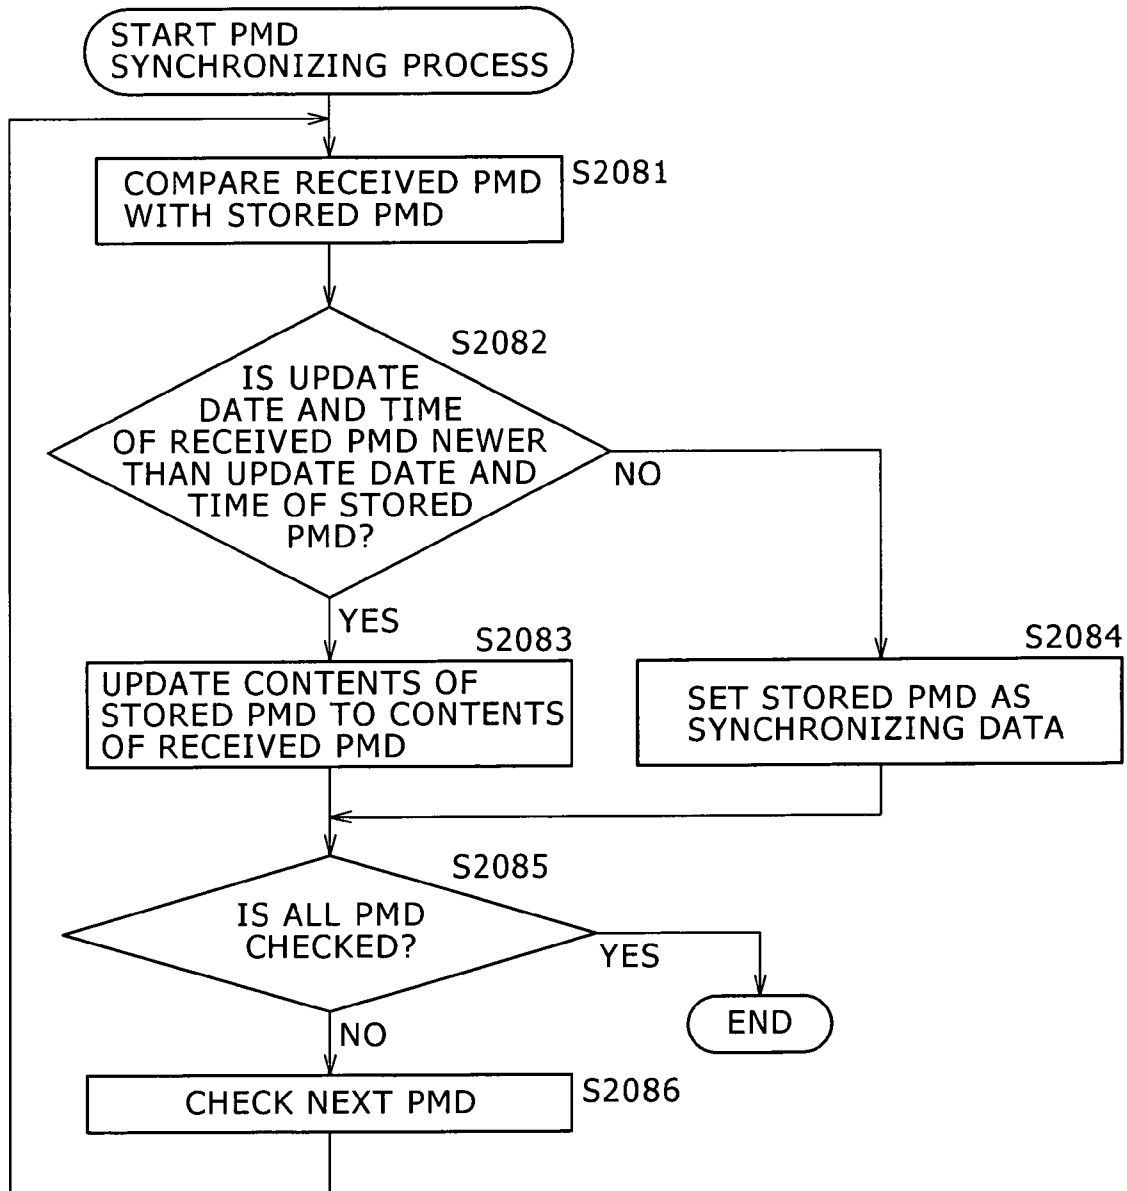 START PMD
SYNCHRONIZING PROCESS
S2081
COMPARE RECEIVED PMD
WITH STORED PMD
S2082
IS UPDATE
DATE AND TIME
OF RECEIVED PMD NEWER
THAN UPDATE DATE AND
TIME OF STORED
PMD?
NO
YES
S2083
UPDATE CONTENTS OF
STORED PMD TO CONTENTS
OF RECEIVED PMD
S2084
SET STORED PMD AS
SYNCHRONIZING DATA
S2085
IS ALL PMD
CHECKED?
YES
END
NO
CHECK NEXT PMD
S2086